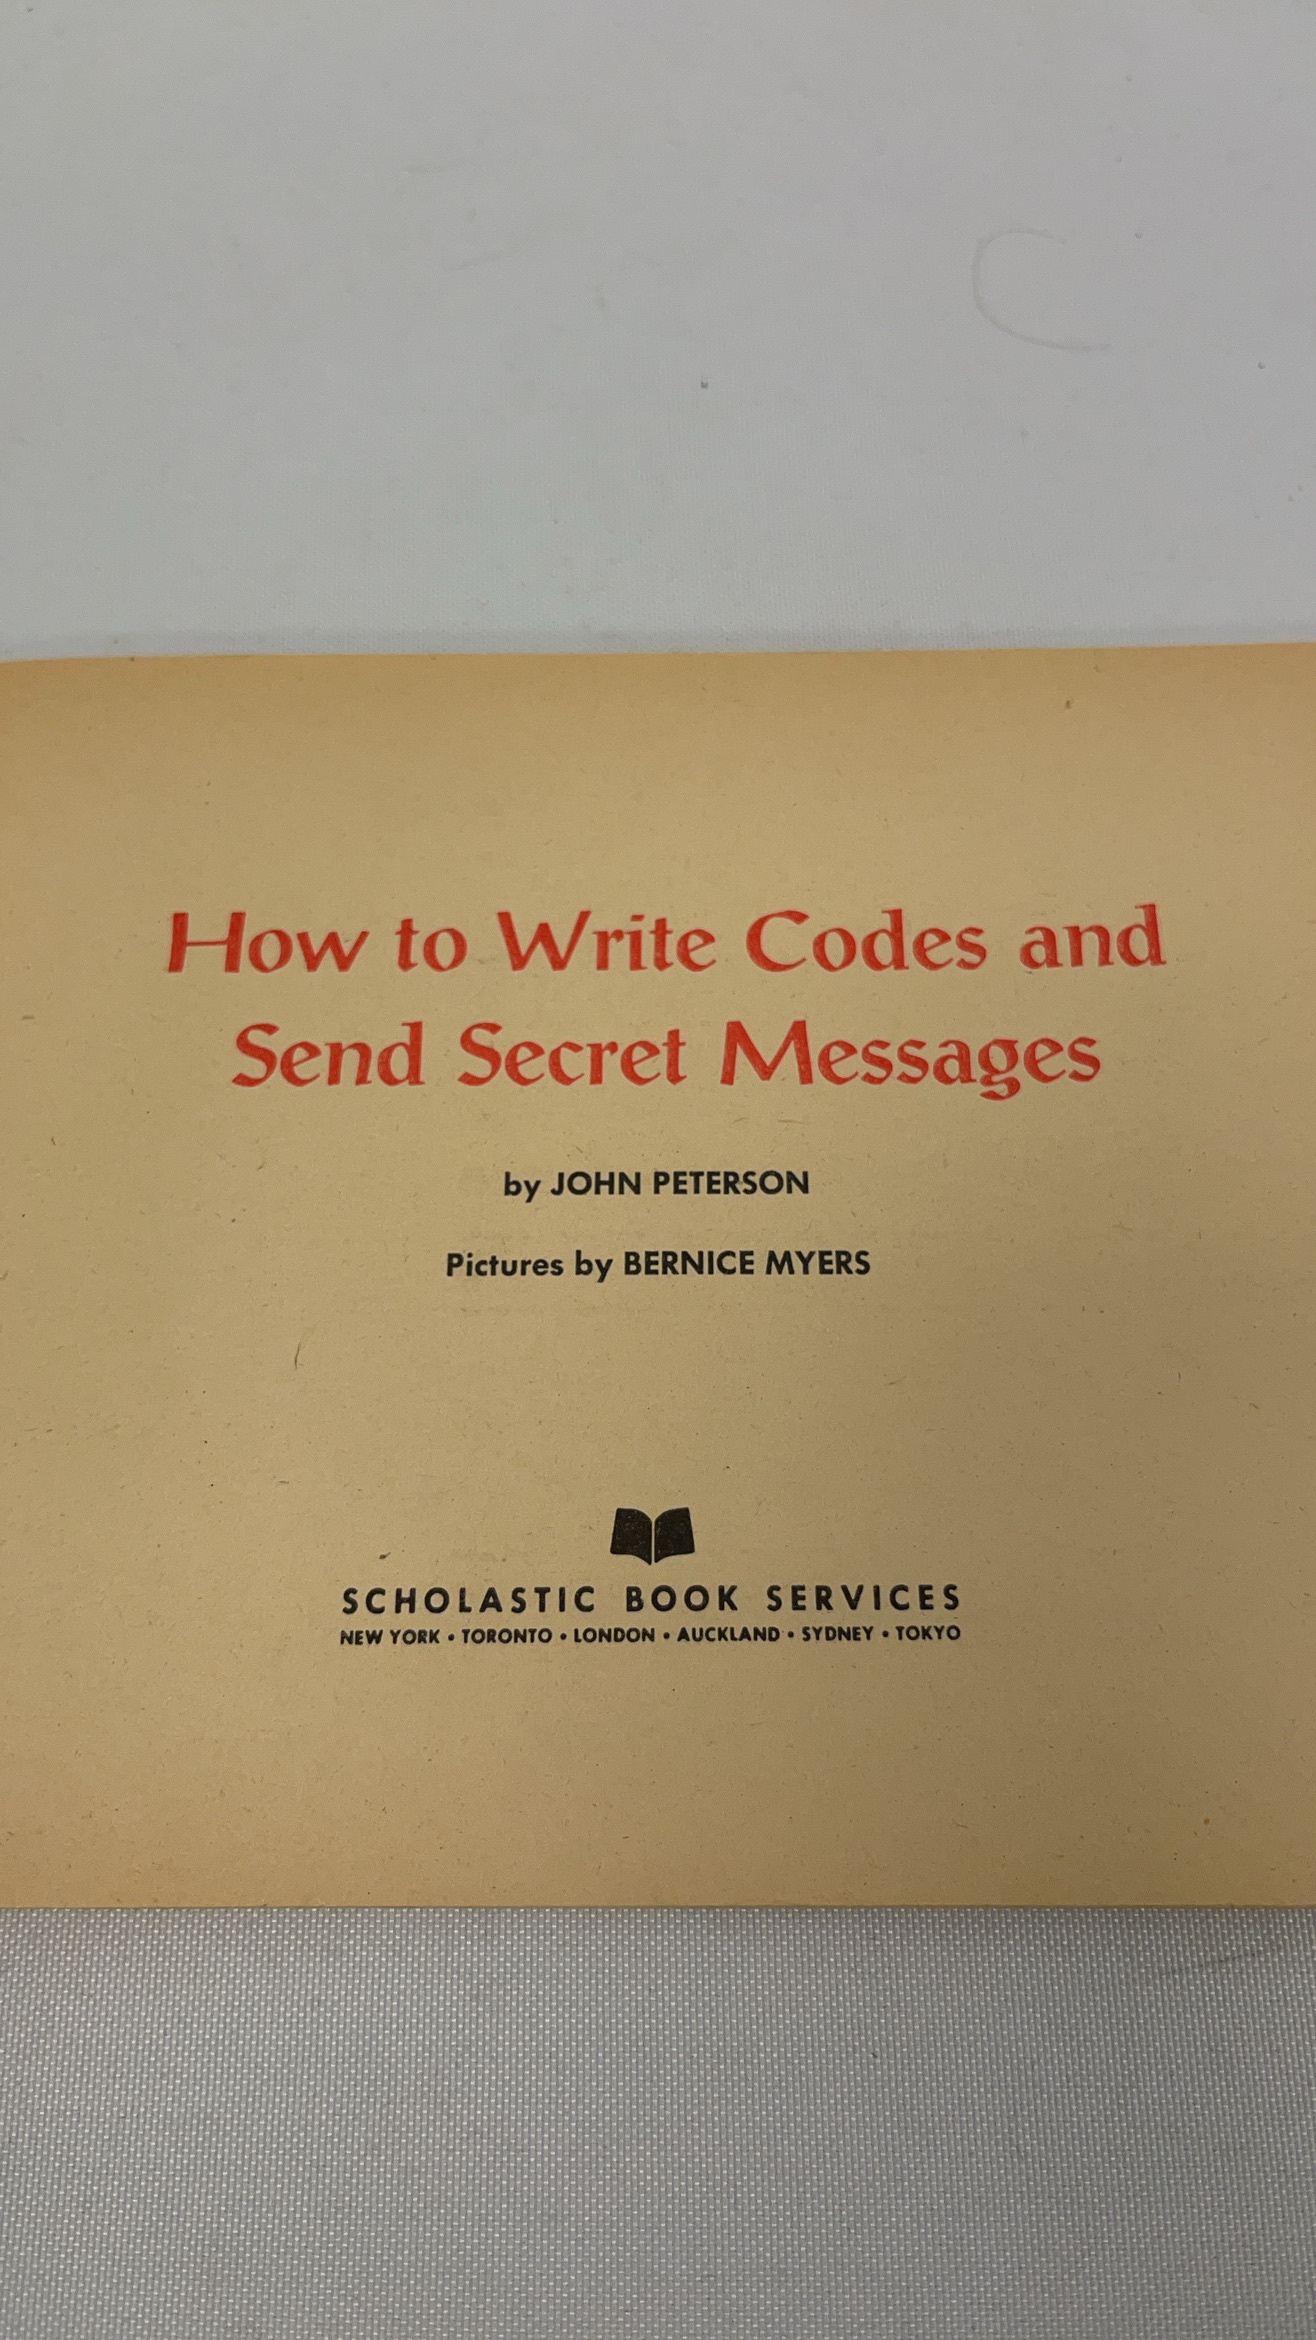 How to Write Codes and
Send Secret Messages
by JOHN PETERSON
Pictures by BERNICE MYERS
SCHOLASTIC BOOK SERVICES
NEW YORK • TORONTO • LONDON • AUCKLAND • SYDNEY • TOKYO